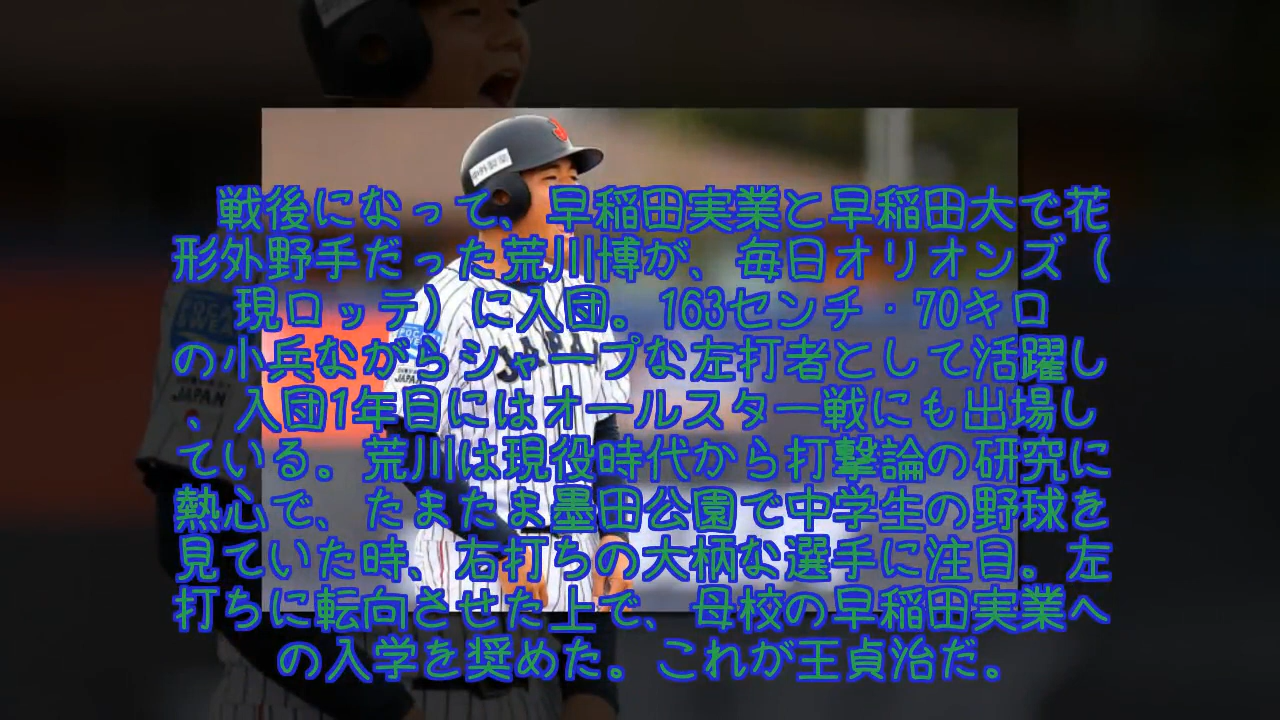 戦後になって、早稲田実業と早稲田大で花
形外野手だった荒川博が、毎日オリオンズ（
現ロッテ）に入団。163センチ・70キロ
の小兵ながらシャープな左打者として活躍し
、入団1年目にはオールスター戦にも出場し
ている。荒川は現役時代から打撃論の研究に
熱心で、たまたま墨田公園で中学生の野球を
見ていた時、右打ちの大柄な選手に注目。左
打ちに転向させた上で、母校の早稲田実業へ
の入学を奨めた。これが王貞治だ。
JAPAN
JAPAN